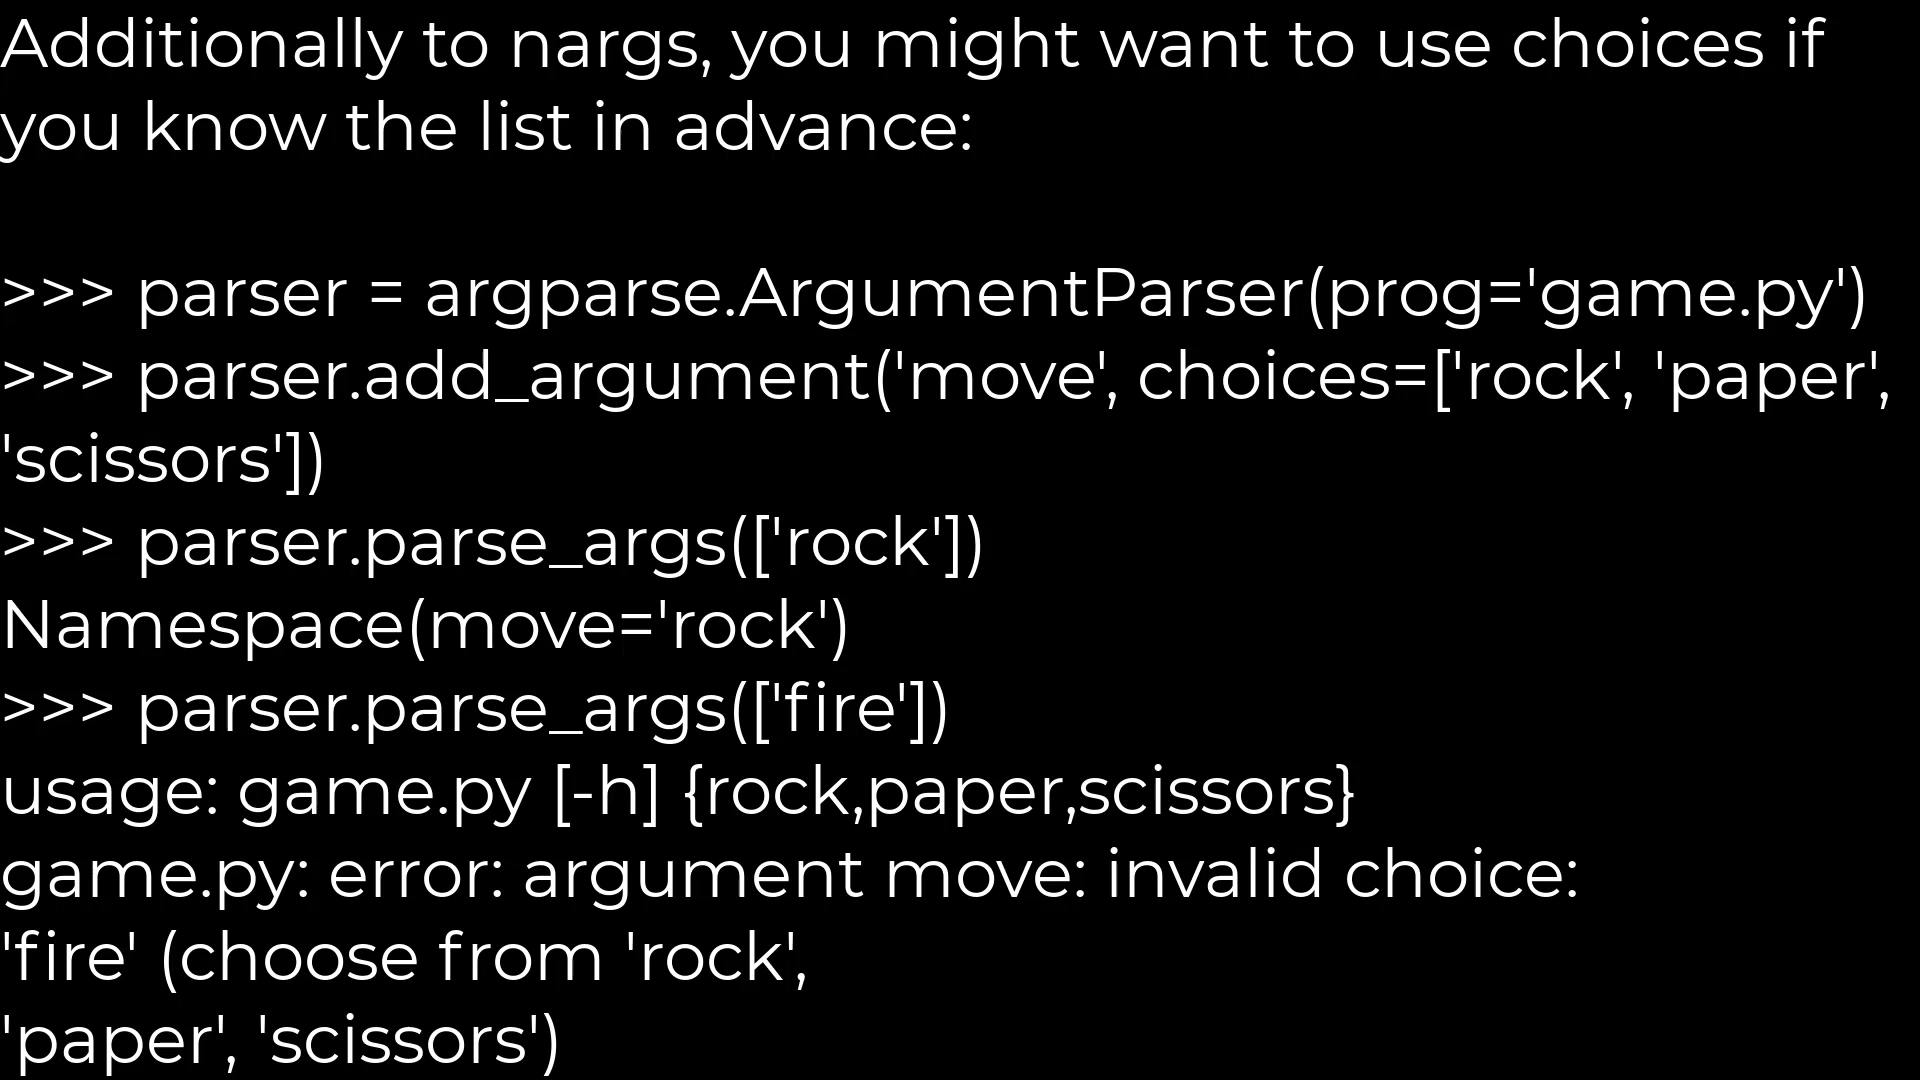 Additionally to nargs, you might want to use choices if
you know the list in advance:
>>> parser = argparse.ArgumentParser(prog='game.py')
>>> parser.add_argument('move', choices=['rock', 'paper',
'scissors'])
>>> parser.parse_args(['rock'])
Namespace(move='rock')
>>> parser.parse_args(['fire'])
usage: game.py [-h] {rock,paper,scissors}
game.py: error: argument move: invalid choice:
'fire' (choose from 'rock',
'paper', 'scissors')